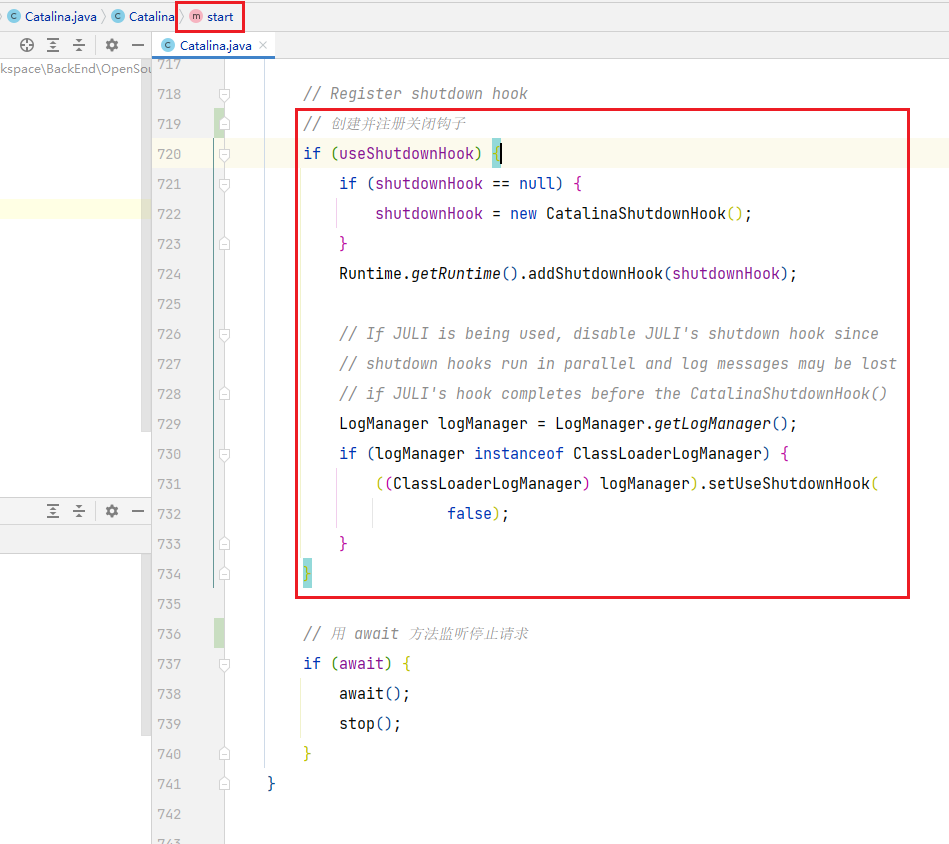 Catalina.java Catalina start
Catalina.java
kspace\BackEnd\OpenSou
717
718 // Register shutdown hook
719 // 创建并注册关闭钩子
720 if (useShutdownHook) {
721 if (shutdownHook == null) {
722 shutdownHook = new CatalinaShutdownHook();
723 }
724 Runtime.getRuntime().addShutdownHook(shutdownHook);
725
726 // If JULI is being used, disable JULI's shutdown hook since
727 // shutdown hooks run in parallel and log messages may be lost
728 // if JULI's hook completes before the CatalinaShutdownHook()
729 LogManager logManager = LogManager.getLogManager();
730 if (logManager instanceof ClassLoaderLogManager) {
731 ((ClassLoaderLogManager) logManager).setUseShutdownHook(
732 false);
733 }
734 }
735
736 // 用 await 方法监听停止请求
737 if (await) {
738 await();
739 stop();
740 }
741 }
742
743